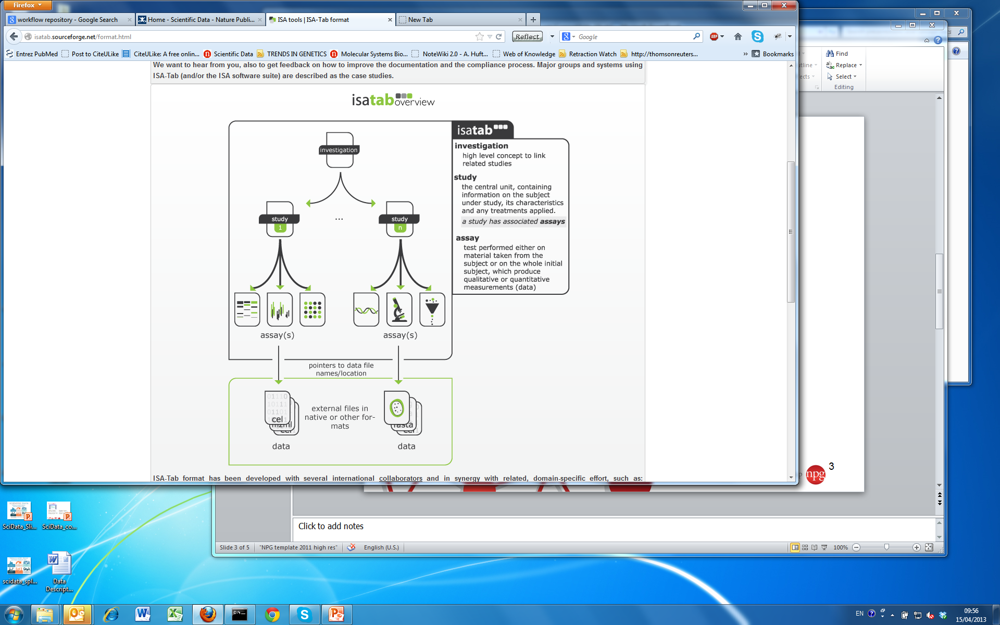 Firefox
workflow repository - Google Search
Home - Scientific Data - Nature Publi...
ISA tools | ISA-Tab format
New Tab
isatab.sourceforge.net/format.html
Reflect
Google
ABP
Entrez PubMed
Post to CiteULike
CiteULike: A free onlin...
Scientific Data
TRENDS IN GENETICS
Molecular Systems Bio...
NoteWiki 2.0 - A. Huft...
Web of Knowledge
Retraction Watch
http://thomsonreuters...
Bookmarks
Find
Replace
Select
Editing
We want to hear from you, also to get feedback on how to improve the documentation and the compliance process. Major groups and systems using
ISA-Tab (and/or the ISA software suite) are described as the case studies.
isatab overview
investigation
study
1
...
study
n
assay(s)
assay(s)
isatab
investigation
high level concept to link
related studies
study
the central unit, containing
information on the subject
under study, its characteristics
and any treatments applied.
a study has associated assays
assay
test performed either on
material taken from the
subject or on the whole initial
subject, which produce
qualitative or quantitative
measurements (data)
pointers to data file
names/location
01110
cel
external files in
native or other for-
mats
data
data
ISA-Tab format has been developed with several international collaborators and in synergy with related, domain-specific effort, such as:
npg
3
Click to add notes
Slide 3 of 5
"NPG template 2011 high res"
English (U.S.)
100%
SciData_Sli...
SciData_co...
scidata_spl...
Data
Descript...
EN
09:56
15/04/2013